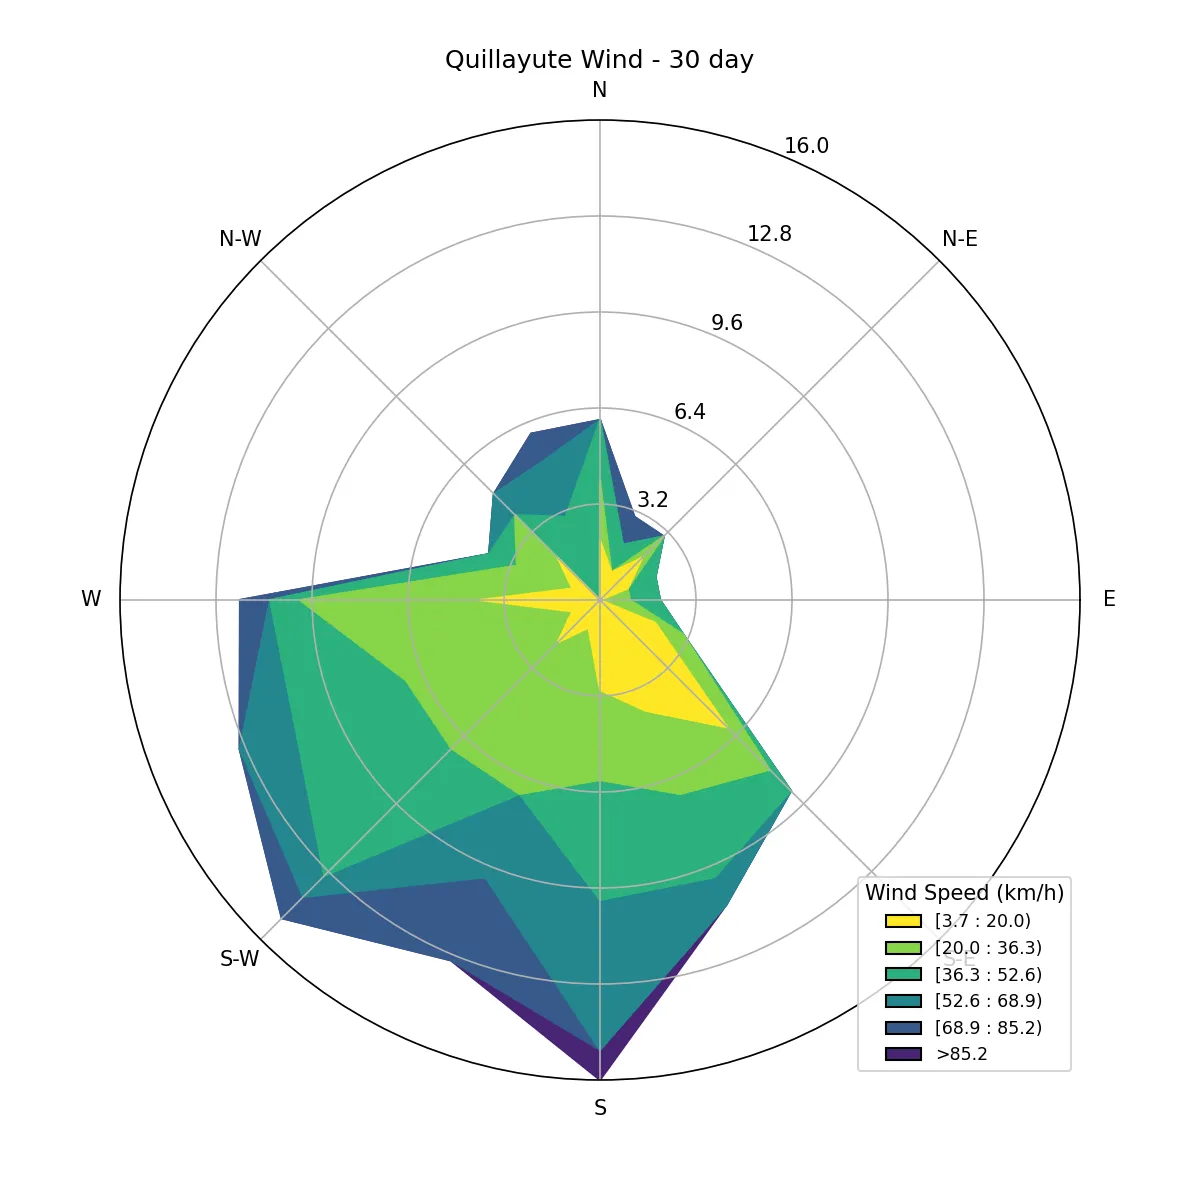 Quillayute Wind - 30 day
N
16.0
N-W
12.8
N-E
9.6
6.4
3.2
W
E
Wind Speed (km/h)
[3.7 : 20.0)
[20.0 : 36.3)
S-W
S-E
[36.3 : 52.6)
[52.6 : 68.9)
[68.9 : 85.2)
>85.2
S